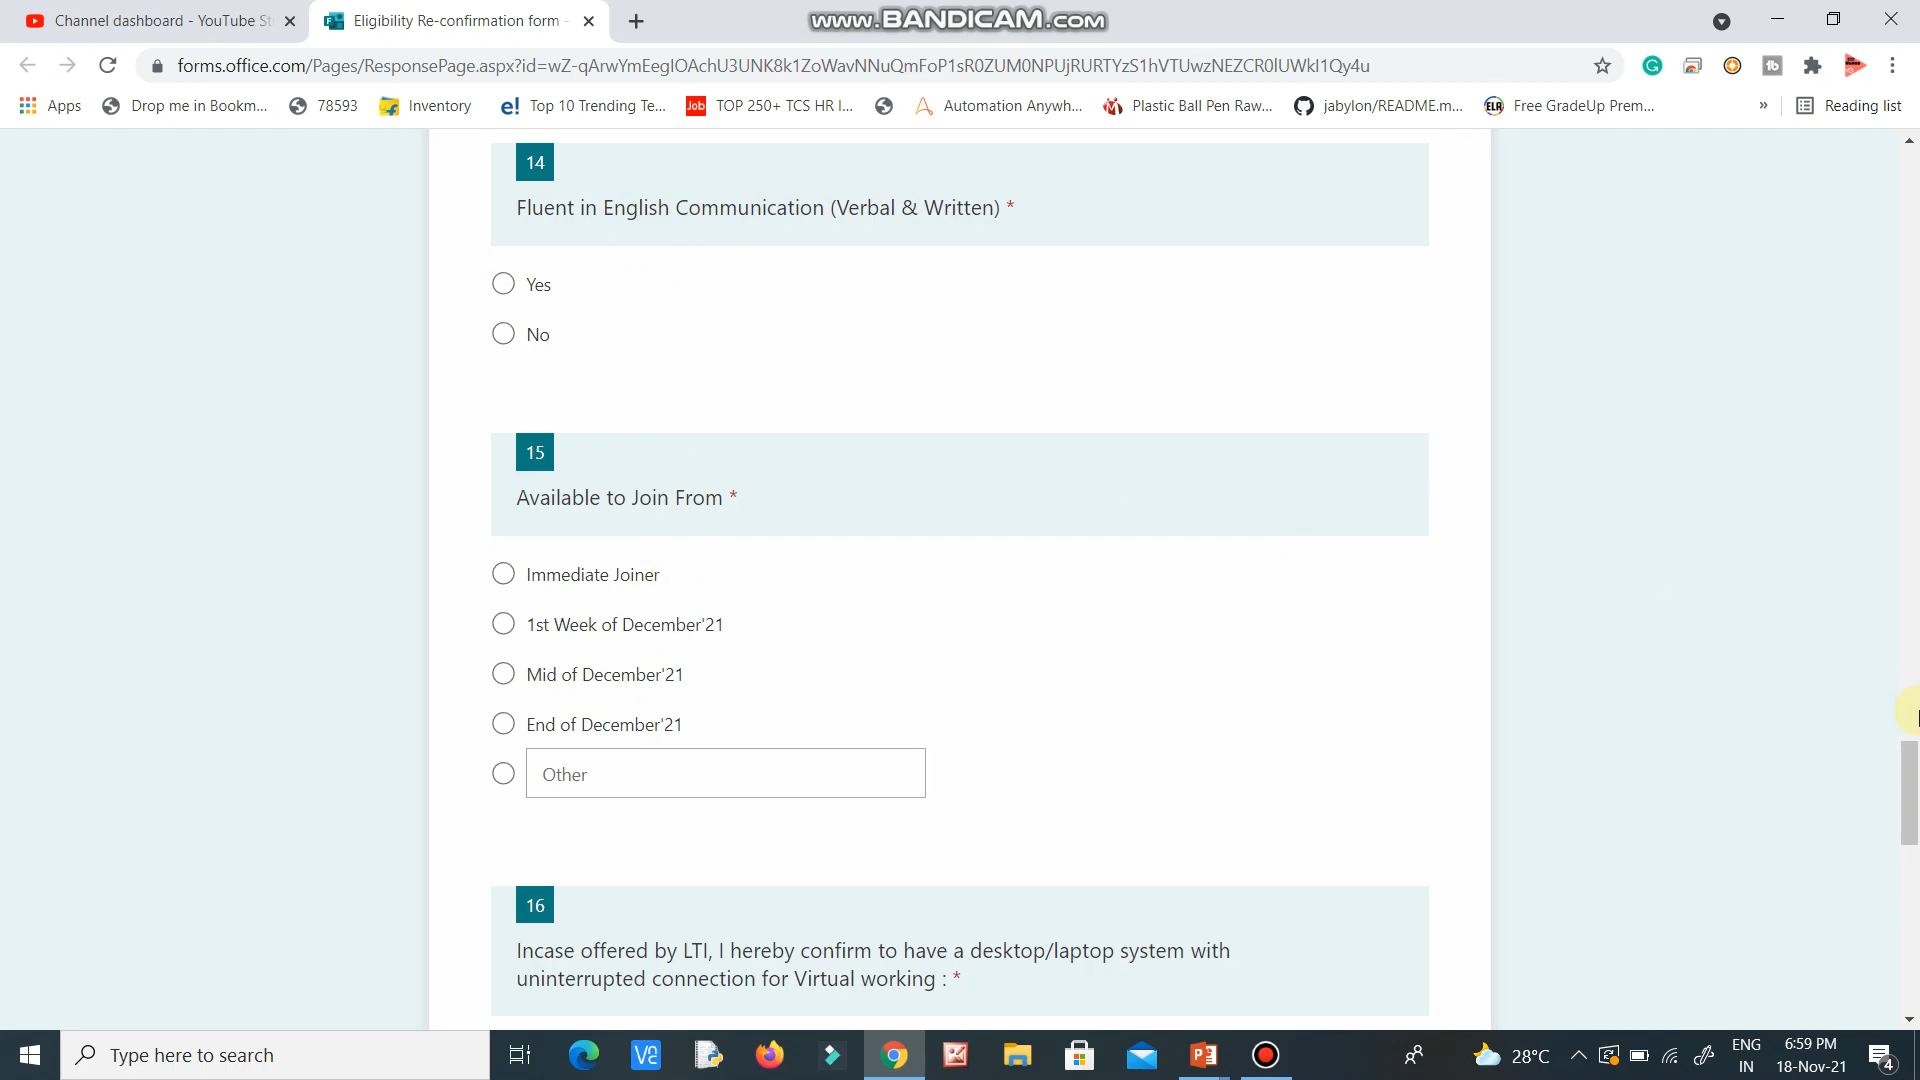 Channel dashboard - YouTube St
Eligibility Re-confirmation form -
www.BANDICAM.com
forms.office.com/Pages/ResponsePage.aspx?id=wZ-qArwYmEegIOAchU3UNK8k1ZoWavNNuQmFoP1sR0ZUM0NPUjRURTYzS1hVTUwzNEZCR0lUWkI1Qy4u
Apps
Drop me in Bookm...
78593
Inventory
e! Top 10 Trending Te...
Job TOP 250+ TCS HR I...
Automation Anywh...
Plastic Ball Pen Raw...
jabylon/README.m...
ELR Free GradeUp Prem...
»
Reading list
14
Fluent in English Communication (Verbal & Written) *
Yes
No
15
Available to Join From *
Immediate Joiner
1st Week of December'21
Mid of December'21
End of December'21
Other
16
Incase offered by LTI, I hereby confirm to have a desktop/laptop system with
uninterrupted connection for Virtual working : *
Type here to search
28°C
ENG
IN
6:59 PM
18-Nov-21
4